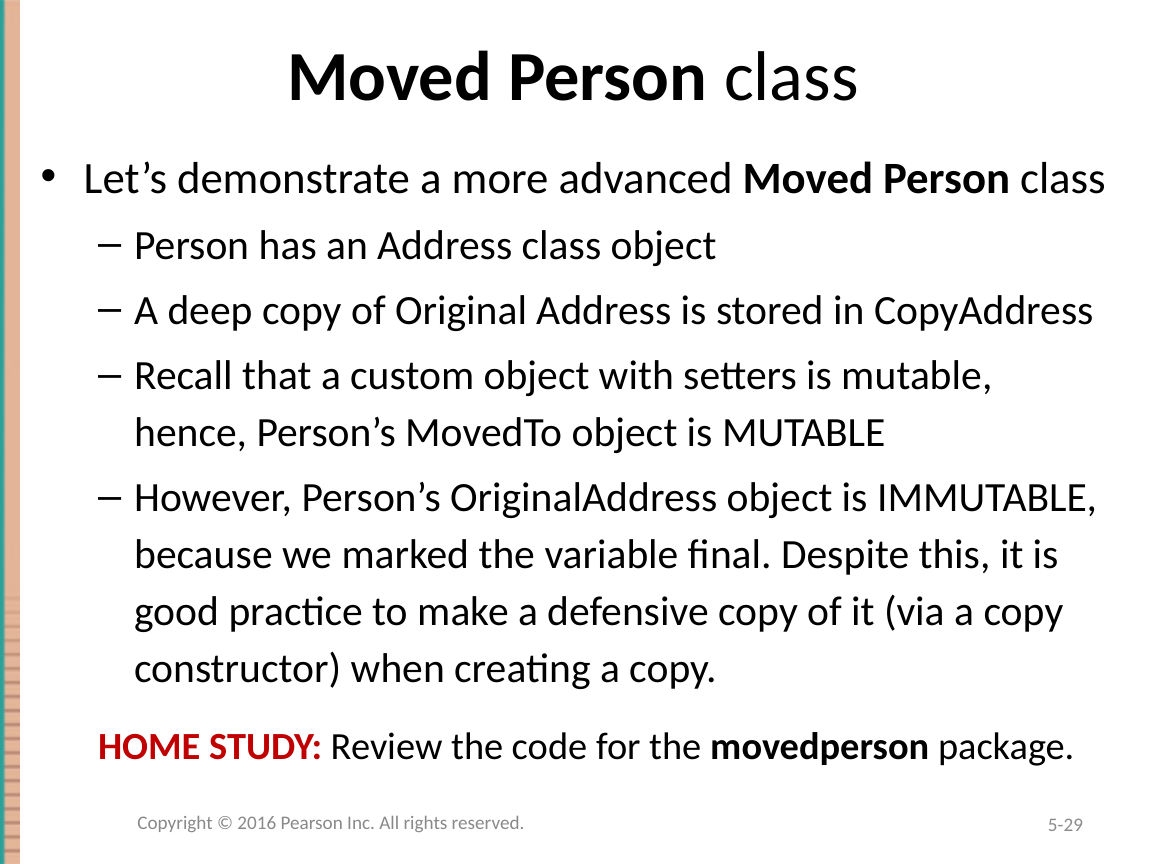 Moved Person class
• Let’s demonstrate a more advanced Moved Person class
– Person has an Address class object
– A deep copy of Original Address is stored in CopyAddress
– Recall that a custom object with setters is mutable,
hence, Person’s MovedTo object is MUTABLE
– However, Person’s OriginalAddress object is IMMUTABLE,
because we marked the variable final. Despite this, it is
good practice to make a defensive copy of it (via a copy
constructor) when creating a copy.
HOME STUDY: Review the code for the movedperson package.
Copyright © 2016 Pearson Inc. All rights reserved.
5-29